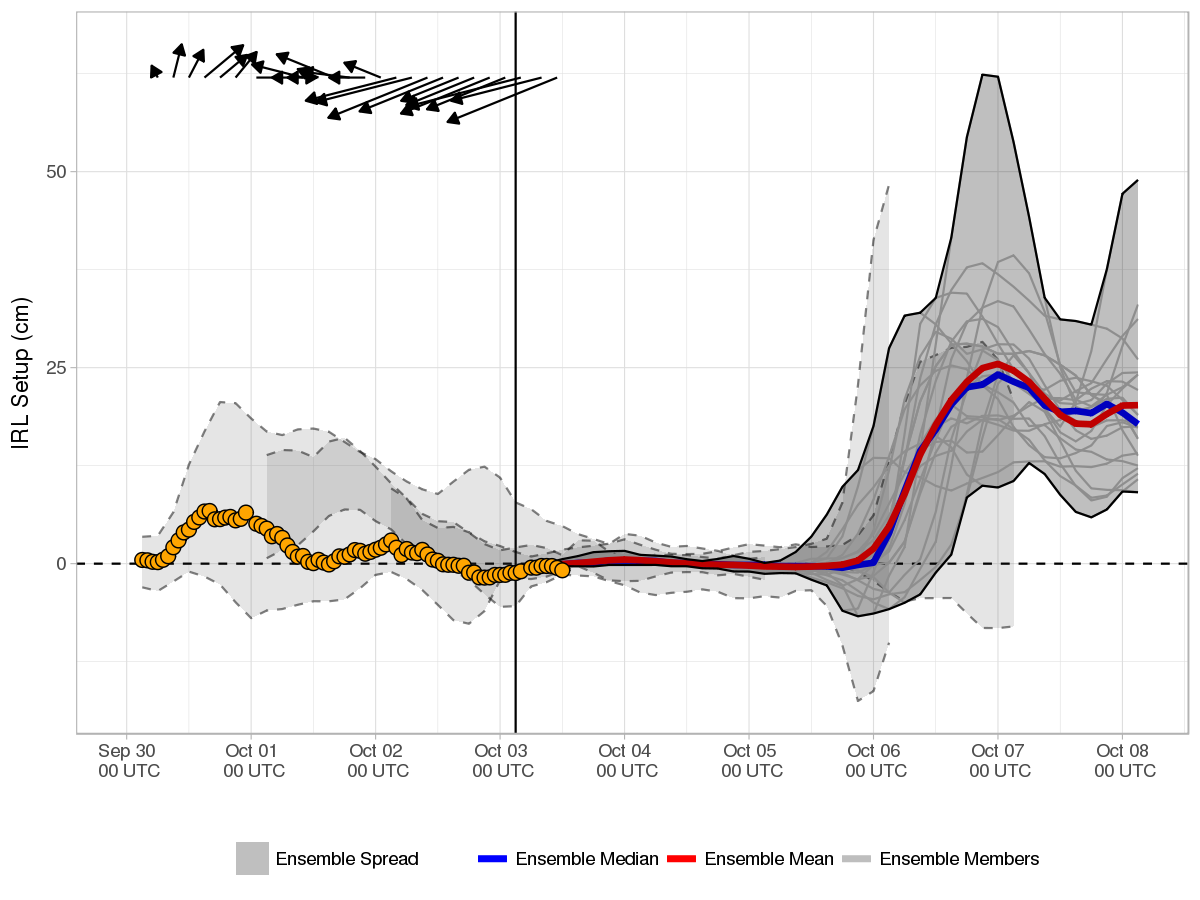 IRL Setup (cm)
50
25
0
Sep 30 Oct 01 Oct 02 Oct 03 Oct 04 Oct 05 Oct 06 Oct 07 Oct 08
00 UTC 00 UTC 00 UTC 00 UTC 00 UTC 00 UTC 00 UTC 00 UTC 00 UTC
Ensemble Spread Ensemble Median Ensemble Mean Ensemble Members